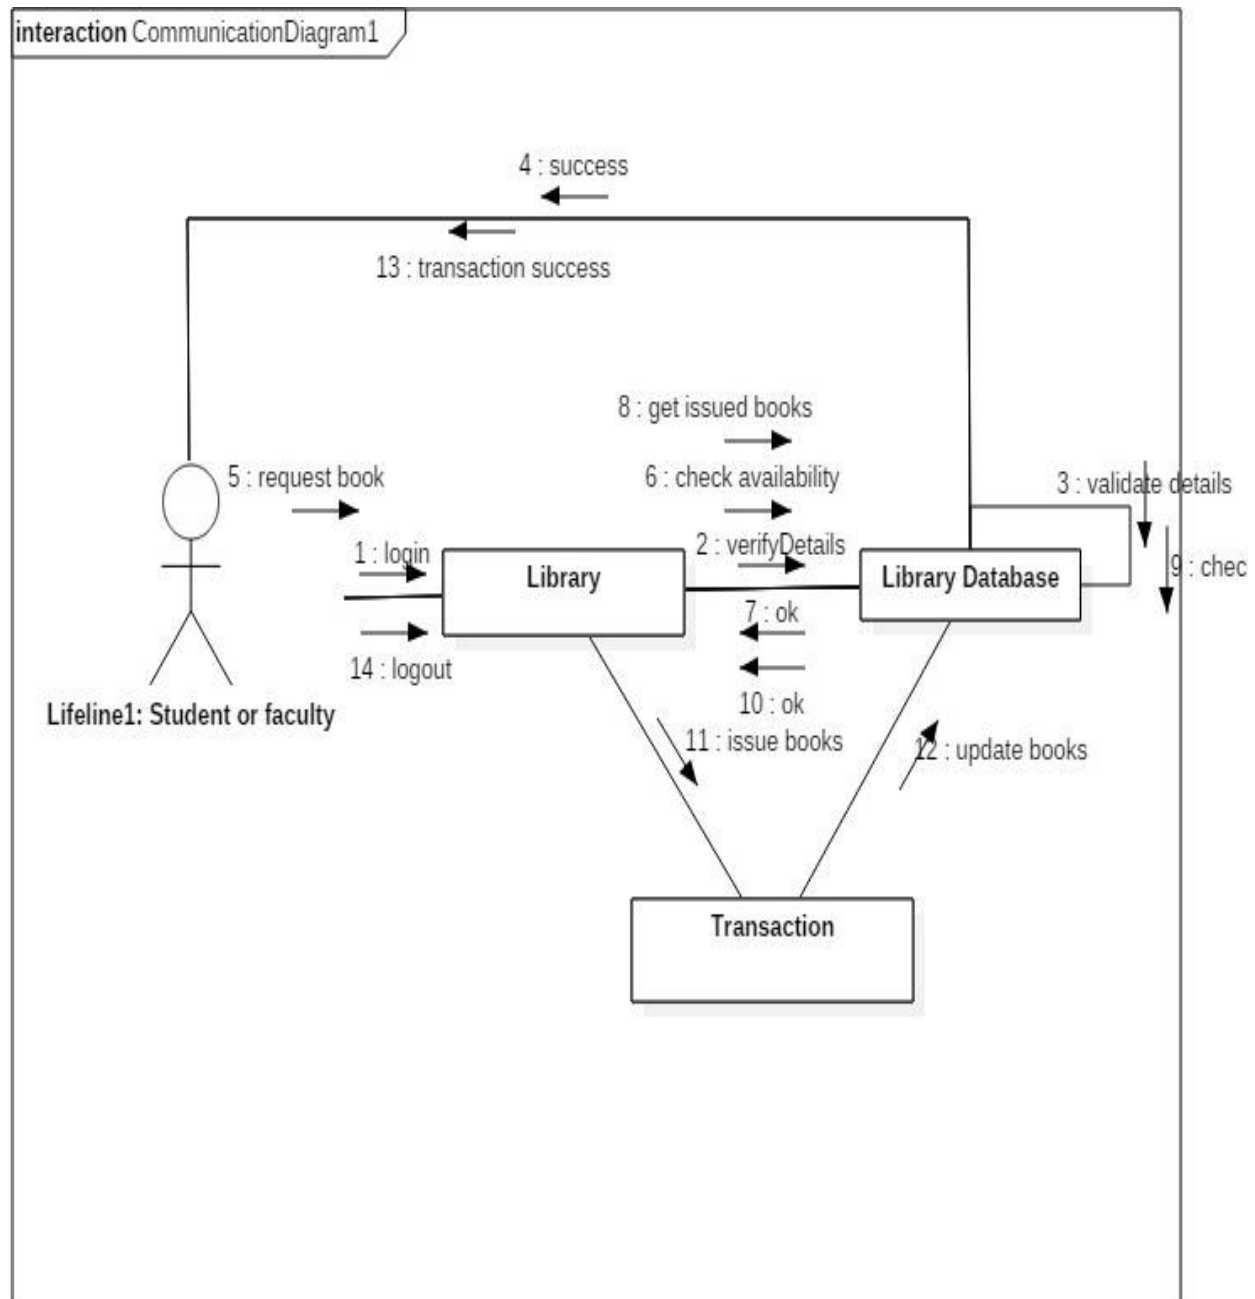 interaction CommunicationDiagram1
4 : success
13 : transaction success
8 : get issued books
5 : request book
6 : check availability
3 : validate details
1 : login
2 : verifyDetails
Library
Library Database
9 : chec
7 : ok
14 : logout
10 : ok
Lifeline1: Student or faculty
11 : issue books
12 : update books
Transaction